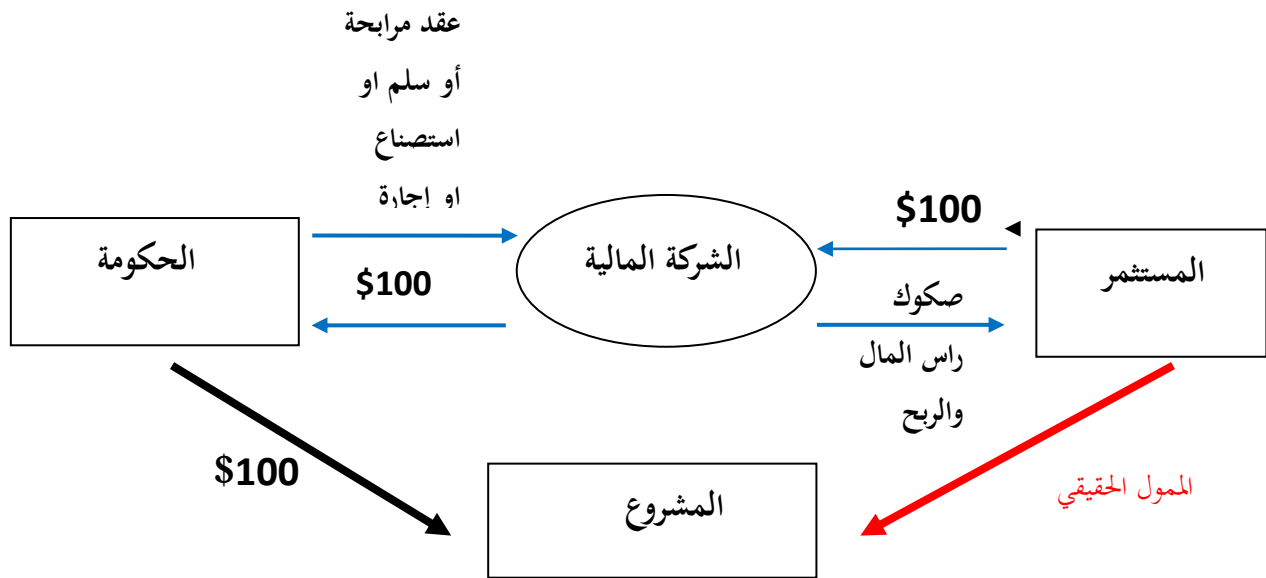 عقد مرابحة
أو سلم او
استصناع
او إجارة
$100
الحكومة
الشركة المالية
المستثمر
$100
صكوك
راس المال
والربح
$100
المشروع
الممول الحقيقي